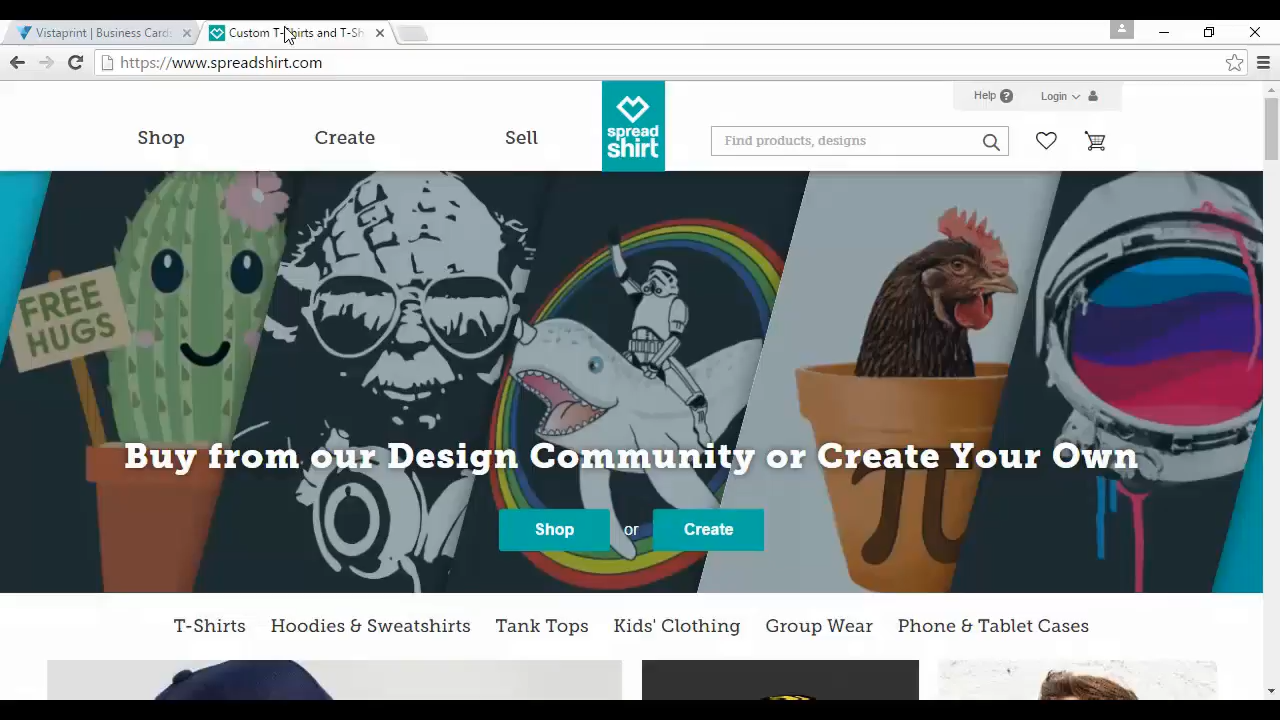 Vistaprint | Business Card
Custom T-Shirts and T-Sh
https://www.spreadshirt.com
Help ?
Login
Shop
Create
Sell
spread
shirt
Find products, designs
FREE
HUGS
Buy from our Design Community or Create Your Own
Shop
or
Create
T-Shirts
Hoodies & Sweatshirts
Tank Tops
Kids' Clothing
Group Wear
Phone & Tablet Cases